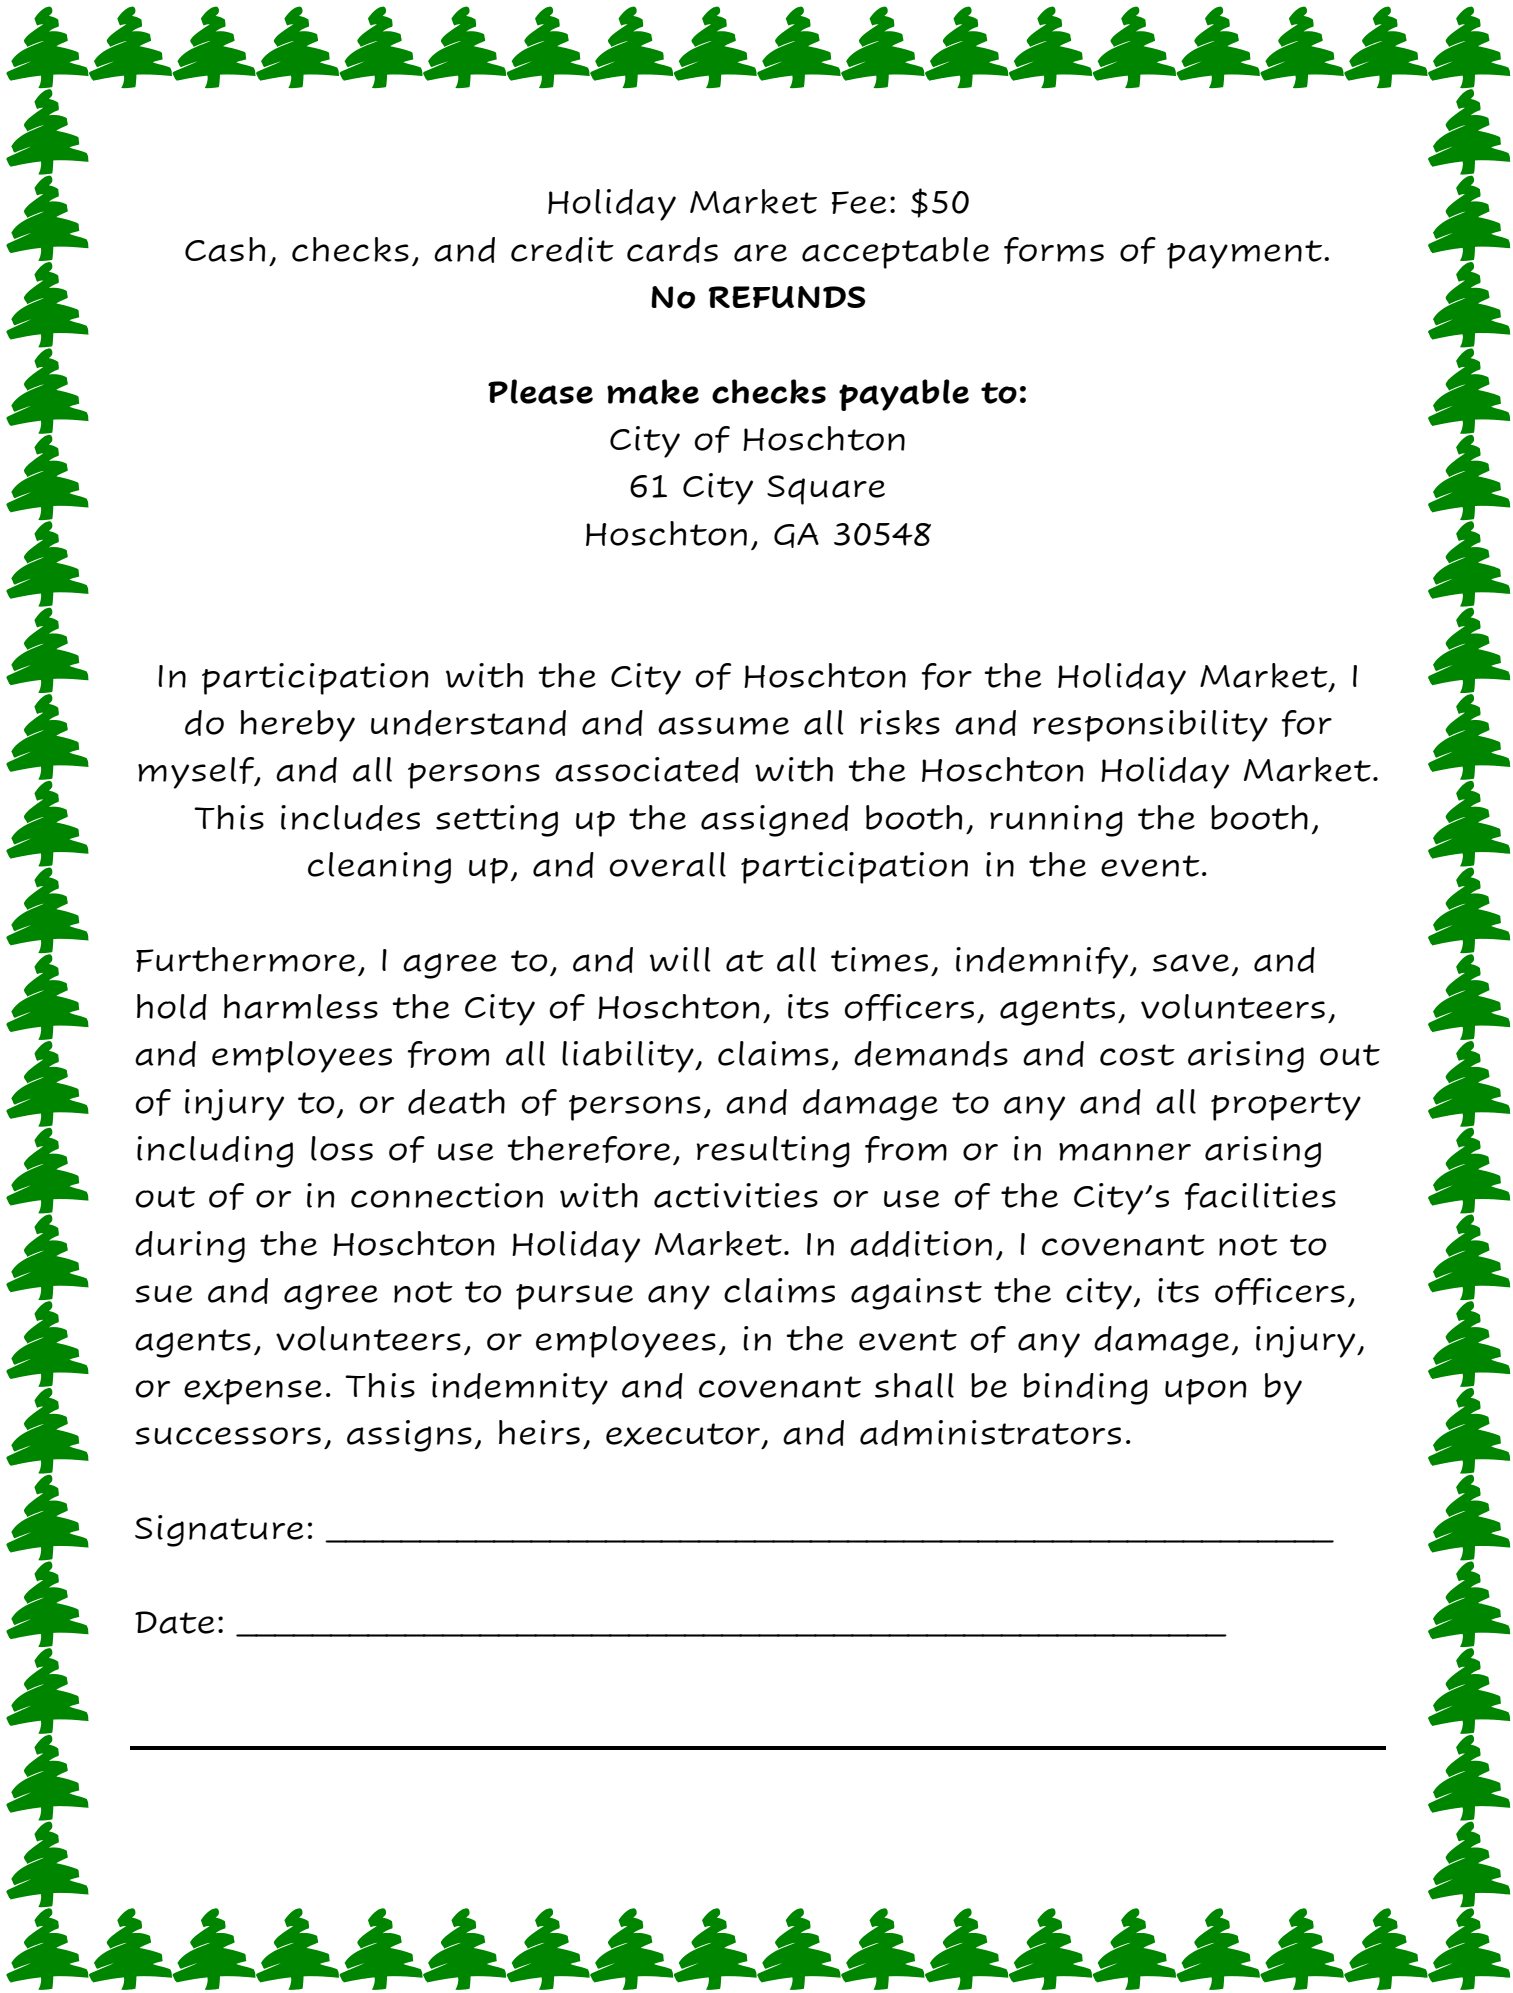 Holiday Market Fee: $50
Cash, checks, and credit cards are acceptable forms of payment.
No REFUNDS
Please make checks payable to:
City of Hoschton
61 City Square
Hoschton, GA 30548
In participation with the City of Hoschton for the Holiday Market, I
do hereby understand and assume all risks and responsibility for
myself, and all persons associated with the Hoschton Holiday Market.
This includes setting up the assigned booth, running the booth,
cleaning up, and overall participation in the event.
Furthermore, I agree to, and will at all times, indemnify, save, and
hold harmless the City of Hoschton, its officers, agents, volunteers,
and employees from all liability, claims, demands and cost arising out
of injury to, or death of persons, and damage to any and all property
including loss of use therefore, resulting from or in manner arising
out of or in connection with activities or use of the City’s facilities
during the Hoschton Holiday Market. In addition, I covenant not to
sue and agree not to pursue any claims against the city, its officers,
agents, volunteers, or employees, in the event of any damage, injury,
or expense. This indemnity and covenant shall be binding upon by
successors, assigns, heirs, executor, and administrators.
Signature: ______________________________________________________
Date: _____________________________________________________